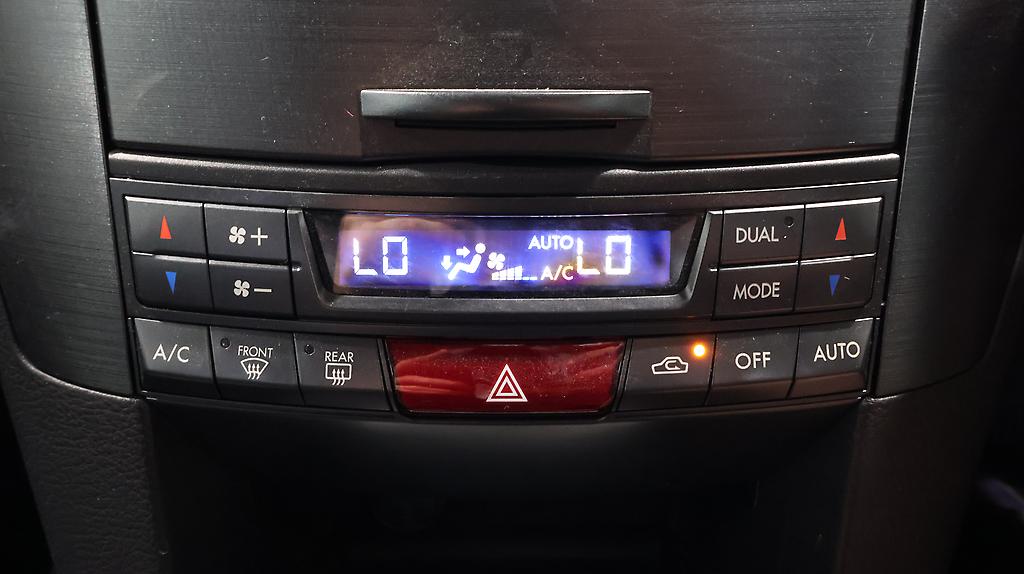 DUAL
AUTO
LO LO
A/C
MODE
A/C FRONT REAR OFF AUTO